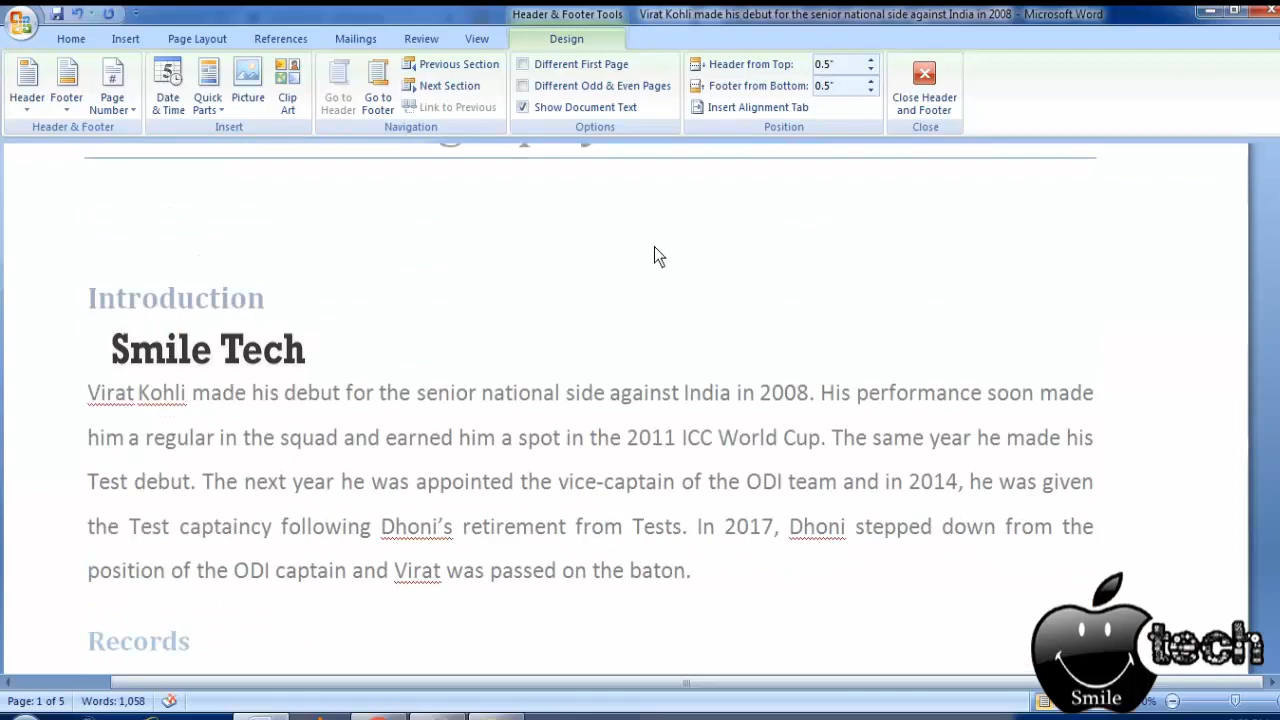 Header & Footer Tools
Virat Kohli made his debut for the senior national side against India in 2008 - Microsoft Word
Home Insert Page Layout References Mailings Review View Design
Header Footer Page Number
Date & Time Quick Parts Picture Clip Art
Go to Header Go to Footer
Previous Section
Next Section
Link to Previous
Different First Page
Different Odd & Even Pages
Show Document Text
Header from Top: 0.5"
Footer from Bottom: 0.5"
Insert Alignment Tab
Close Header and Footer
Header & Footer Insert Navigation Options Position Close
Introduction
Smile Tech
Virat Kohli made his debut for the senior national side against India in 2008. His performance soon made
him a regular in the squad and earned him a spot in the 2011 ICC World Cup. The same year he made his
Test debut. The next year he was appointed the vice-captain of the ODI team and in 2014, he was given
the Test captaincy following Dhoni’s retirement from Tests. In 2017, Dhoni stepped down from the
position of the ODI captain and Virat was passed on the baton.
Records
tech
Smile
Page: 1 of 5 Words: 1,058